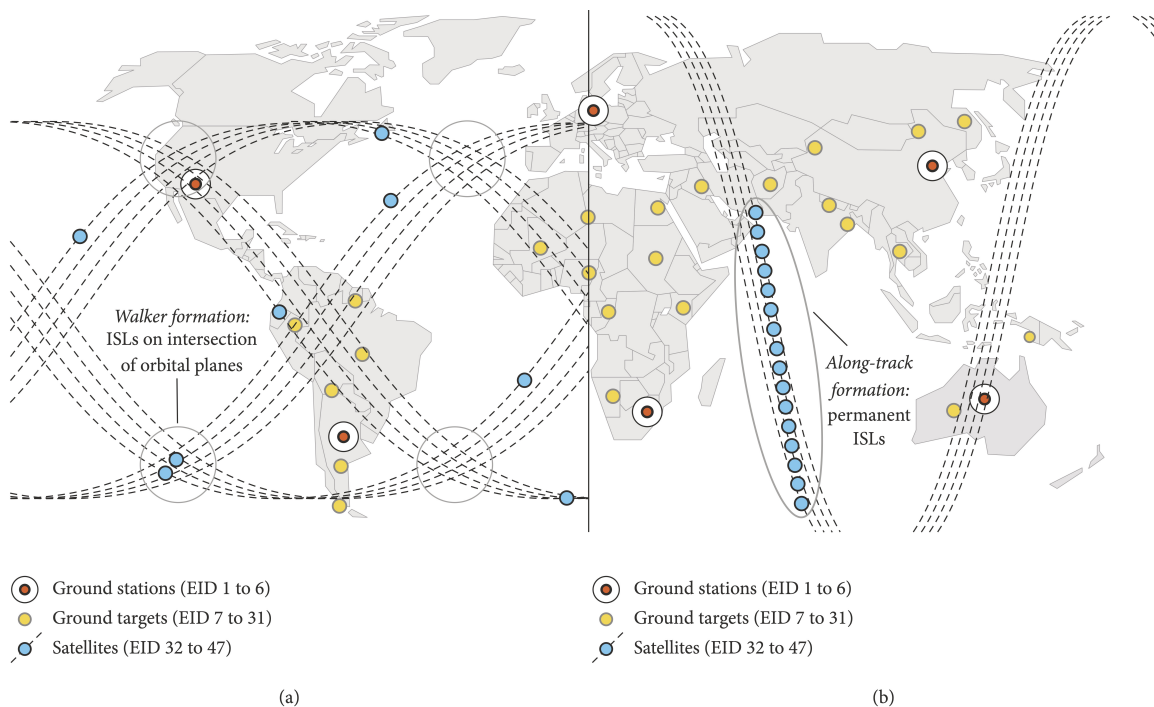 Walker formation:
ISLs on intersection
of orbital planes
Along-track
formation:
permanent
ISLs
Ground stations (EID 1 to 6)
Ground targets (EID 7 to 31)
Satellites (EID 32 to 47)
Ground stations (EID 1 to 6)
Ground targets (EID 7 to 31)
Satellites (EID 32 to 47)
(a)
(b)